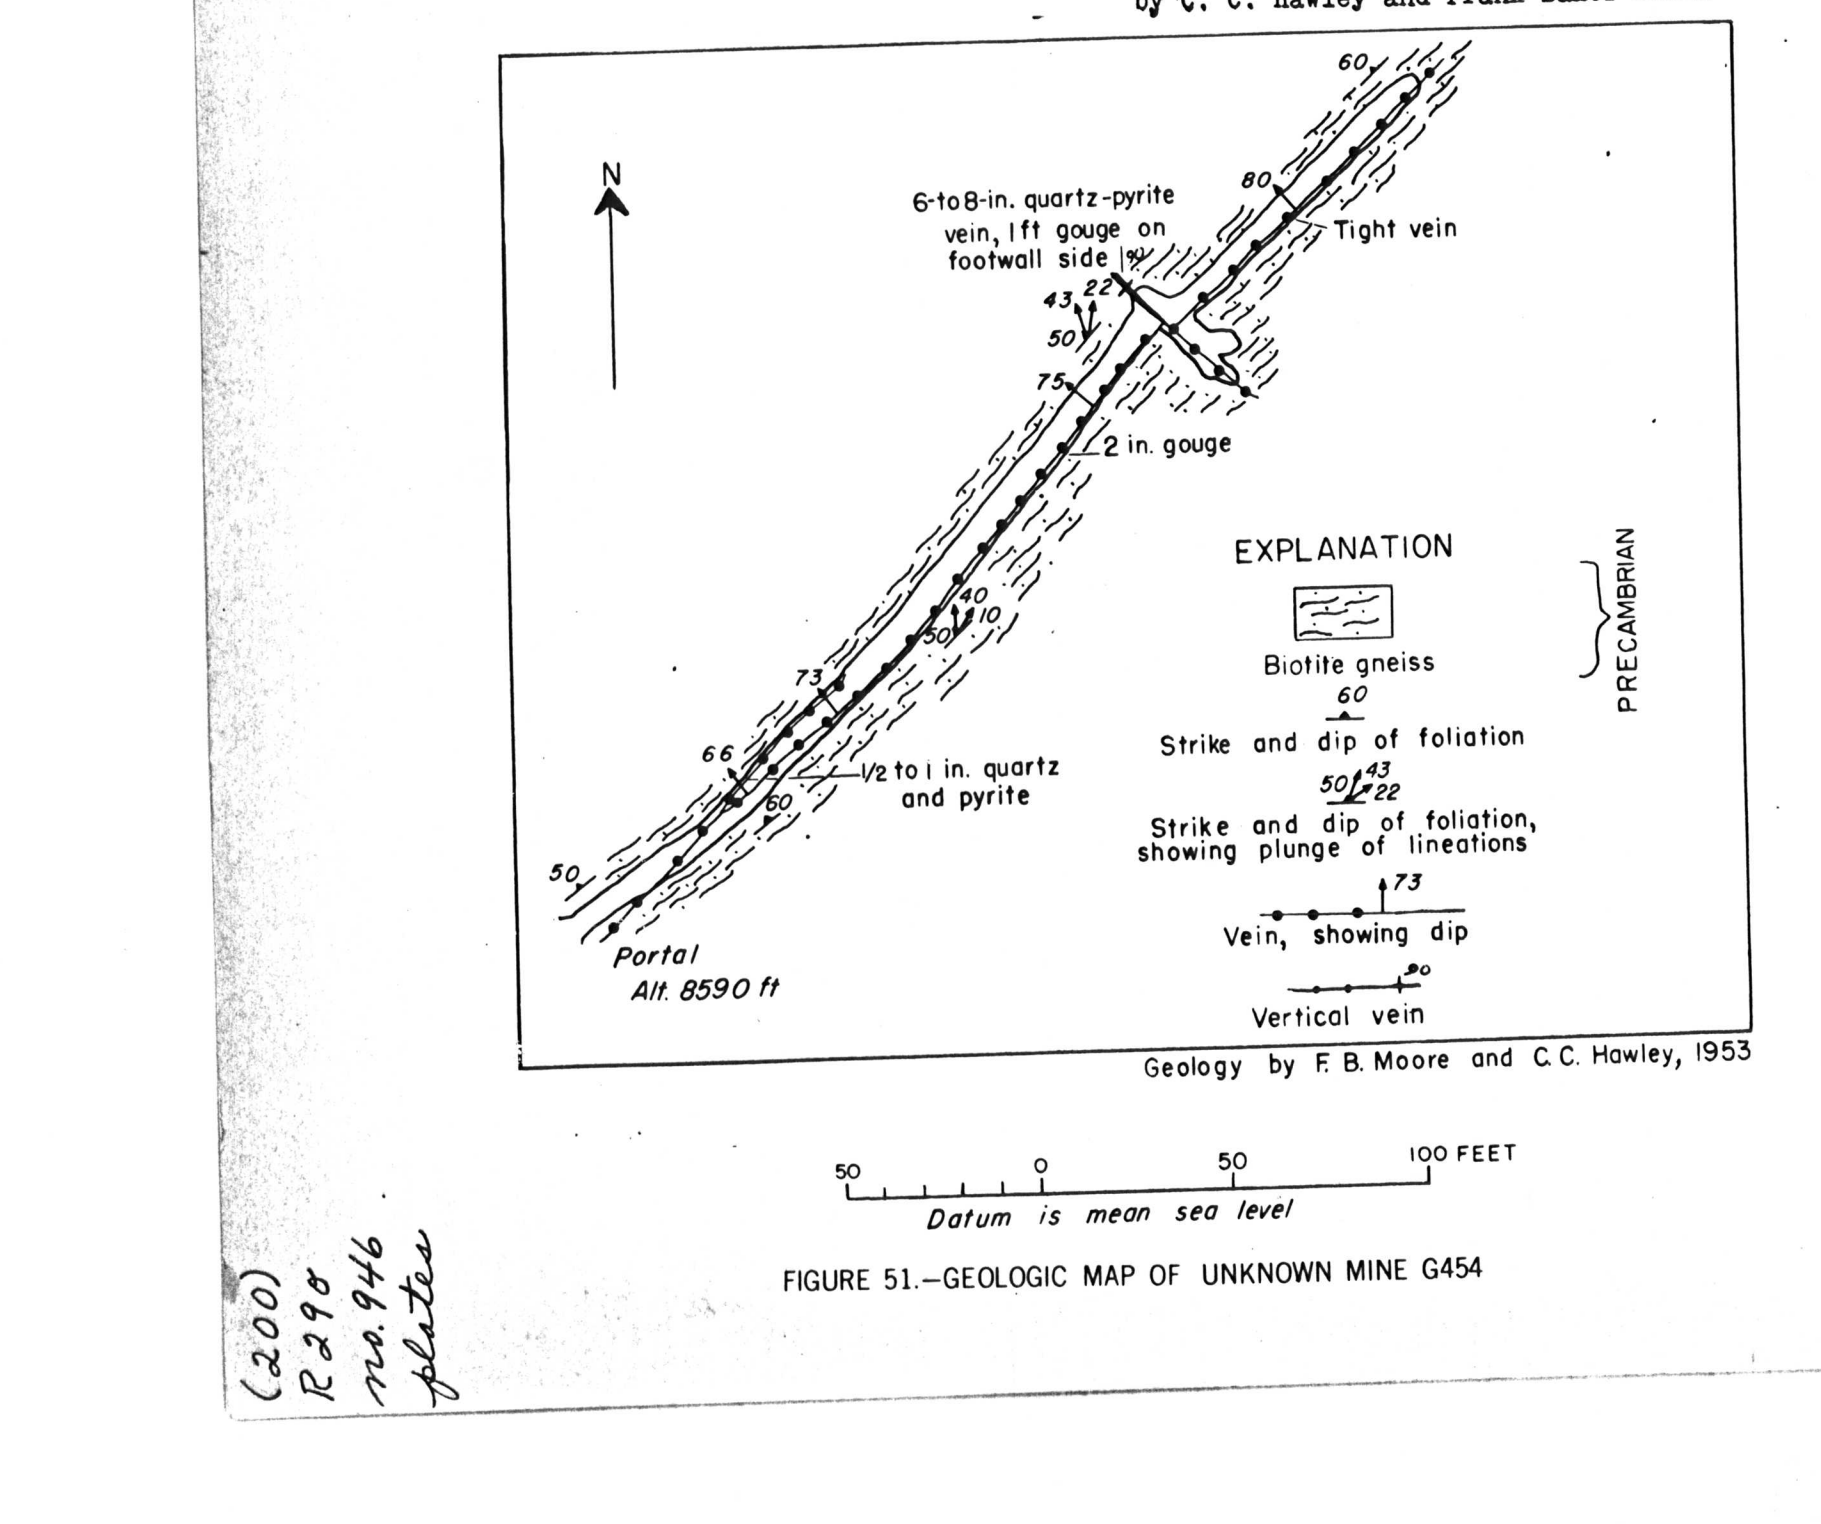 by C. C. Hawley and
60
N
80
6-to 8-in. quartz-pyrite
vein, 1 ft gouge on
footwall side
90
Tight vein
22
43
50
75
2 in. gouge
EXPLANATION
PRECAMBRIAN
Biotite gneiss
60
Strike and dip of foliation
50 43
22
Strike and dip of foliation,
showing plunge of lineations
73
Vein, showing dip
90
Vertical vein
40
10
50
73
66
1/2 to 1 in. quartz
and pyrite
60
50
Portal
Alt. 8590 ft
Geology by F. B. Moore and C. C. Hawley, 1953
50 0 50 100 FEET
Datum is mean sea level
FIGURE 51.—GEOLOGIC MAP OF UNKNOWN MINE G454
(200)
R290
no. 946
plates